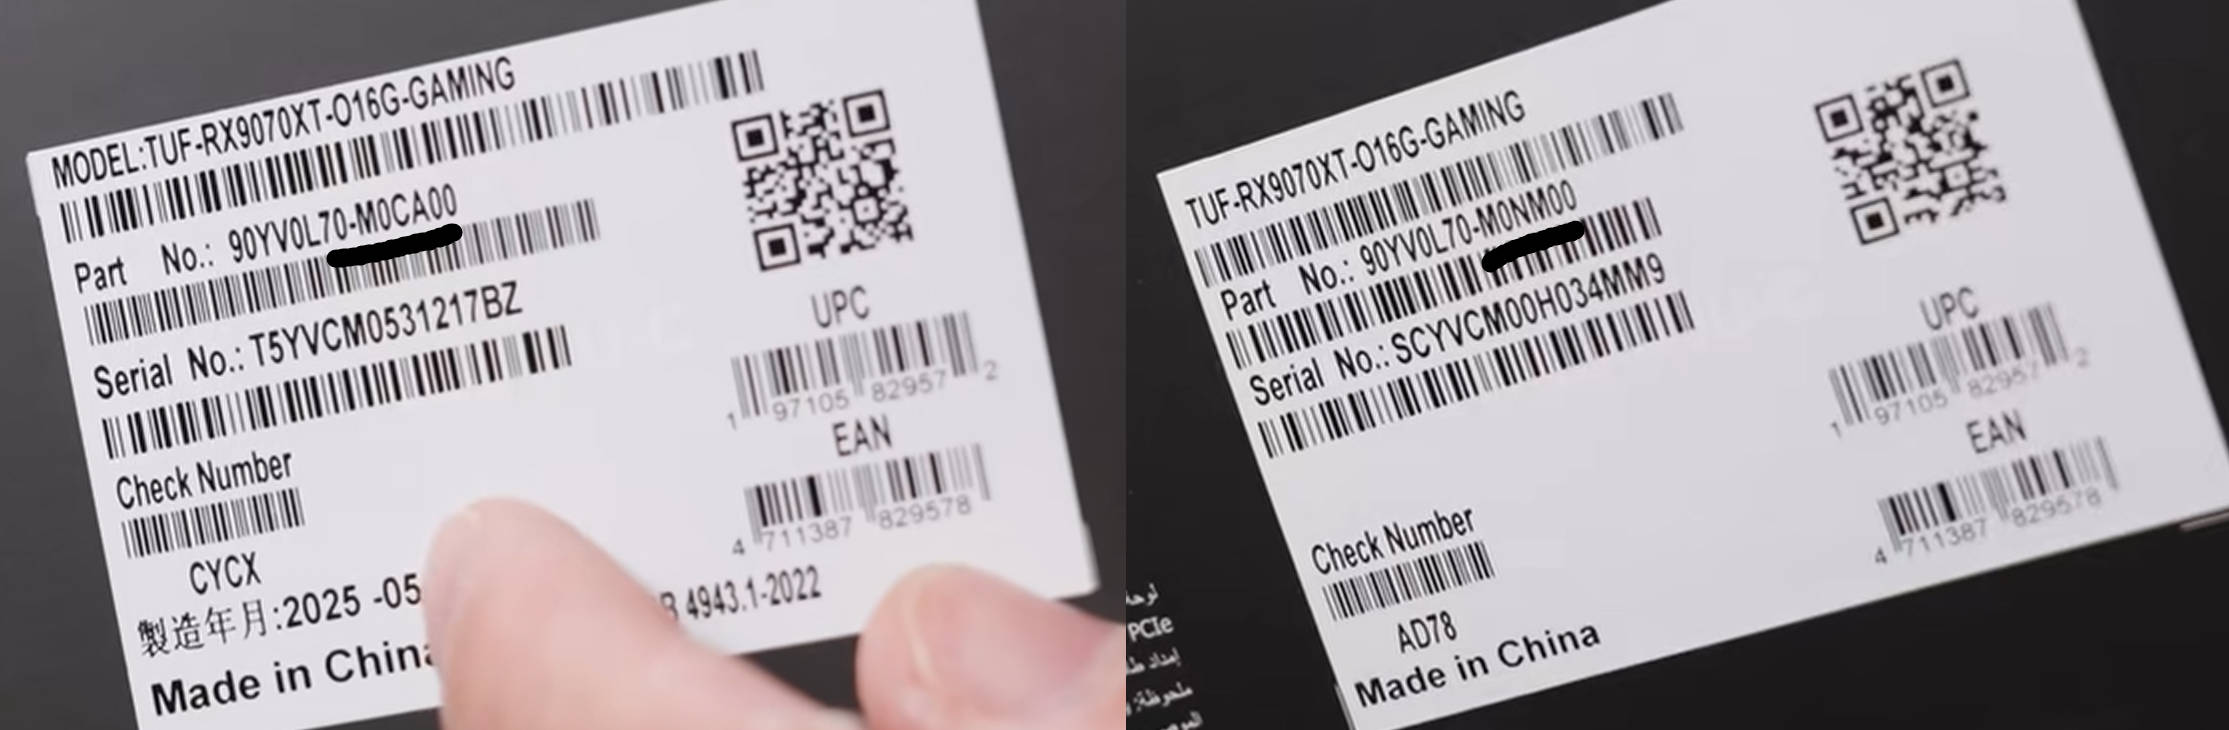 MODEL:TUF-RX9070XT-O16G-GAMING
Part No.: 90YV0L70-M0CA00
Serial No.: T5YVCM0531217BZ
Check Number
CYCX
製造年月:2025 -05
4943.1-2022
Made in China
UPC
1 97105 82957 2
EAN
4 711387 829578
TUF-RX9070XT-O16G-GAMING
Part No.: 90YV0L70-M0NM00
Serial No.: SCYVCM00H034MM9
Check Number
AD78
Made in China
UPC
1 97105 82957 2
EAN
4 711387 829578
PCIe